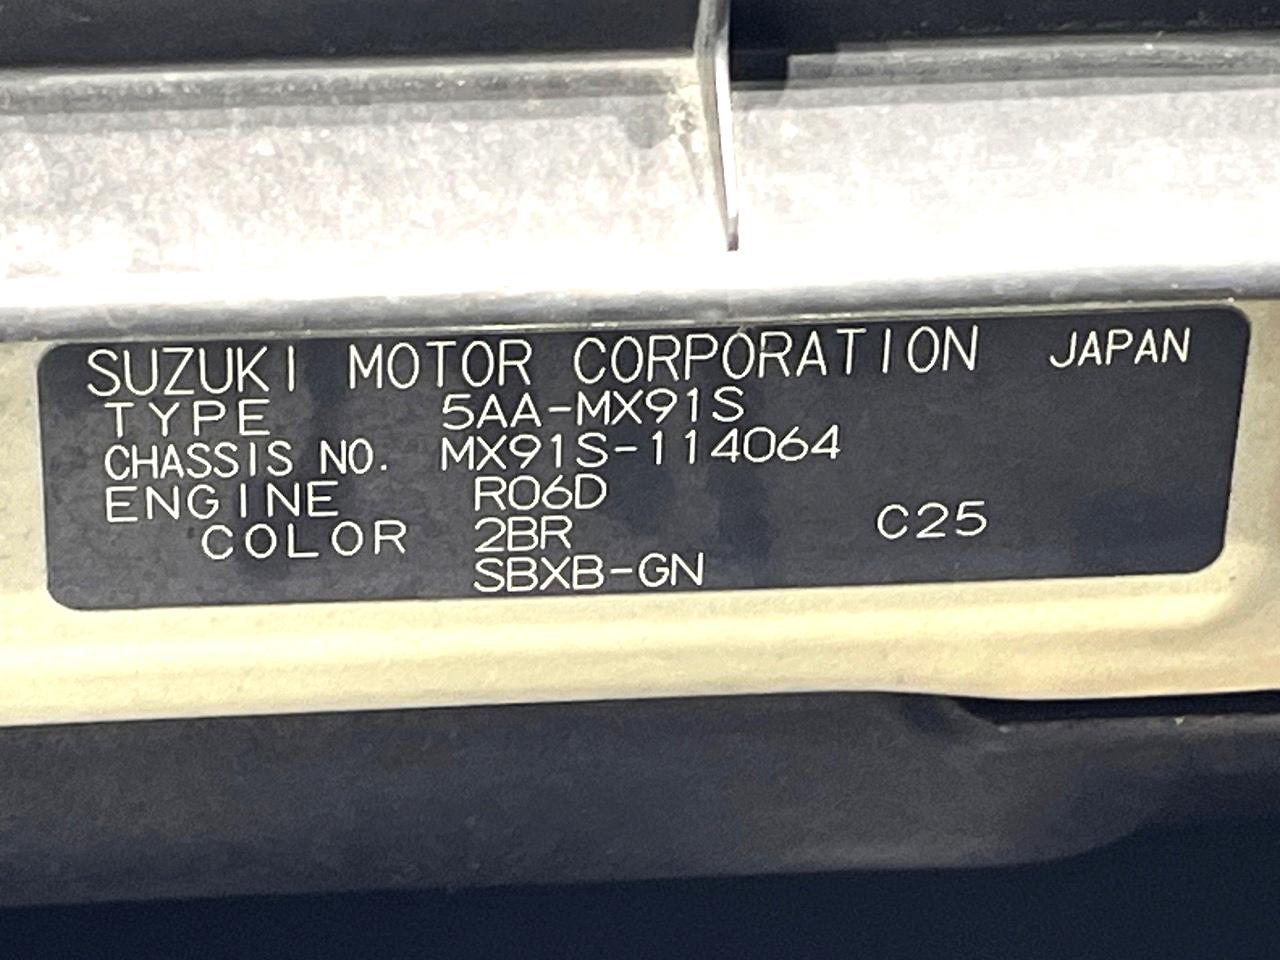 SUZUKI MOTOR CORPORATION JAPAN
TYPE 5AA-MX91S
CHASSIS NO. MX91S-114064
ENGINE R06D
COLOR 2BR C25
SBXB-GN